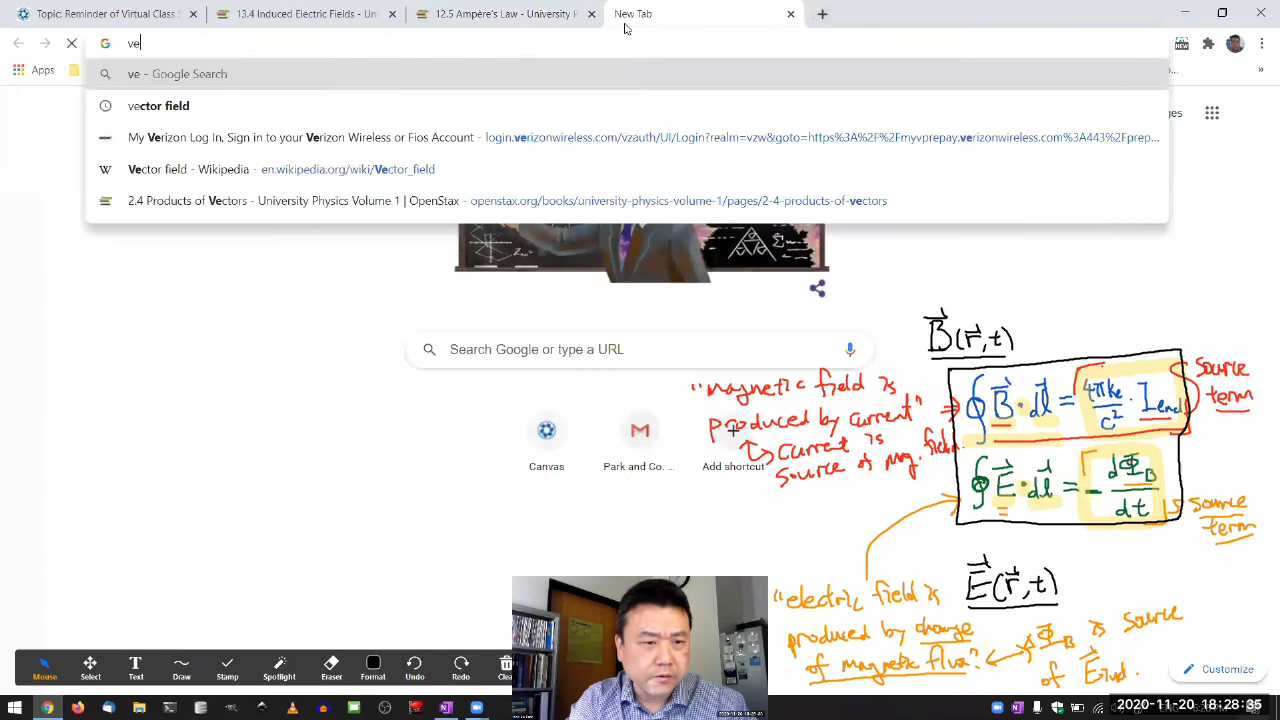 Remoting of Virtual Class S
13.4 Induced Electric Fields - Uni
12.5 Ampère's Law - University P
New Tab
ve
NEW
Apps
ve - Google Search
vector field
My Verizon Log In, Sign in to your Verizon Wireless or Fios Account - login.verizonwireless.com/vzauth/UI/Login?realm=vzw&goto=https%3A%2F%2Fmyvprepay.verizonwireless.com%3A443%2Fprep...
Vector field - Wikipedia - en.wikipedia.org/wiki/Vector_field
2.4 Products of Vectors - University Physics Volume 1 | OpenStax - openstax.org/books/university-physics-volume-1/pages/2-4-products-of-vectors
Search Google or type a URL
Canvas
Park and Co. ...
Add shortcut
B⃗(r⃗,t)
"magnetic field is
produced by current"
current is
source of mag. field.
∮ B⃗ · dl⃗ = 4πkₑ/c² · I_encl
source
term
∮ E⃗ · dl⃗ = - dΦ_B/dt
source
term
E⃗(r⃗,t)
"electric field is
produced by change
of magnetic flux."
Φ_B is source
of E⃗ind.
Mouse
Select
Text
Draw
Stamp
Spotlight
Eraser
Format
Undo
Redo
Clear
Customize
2020-11-20 18:28:35